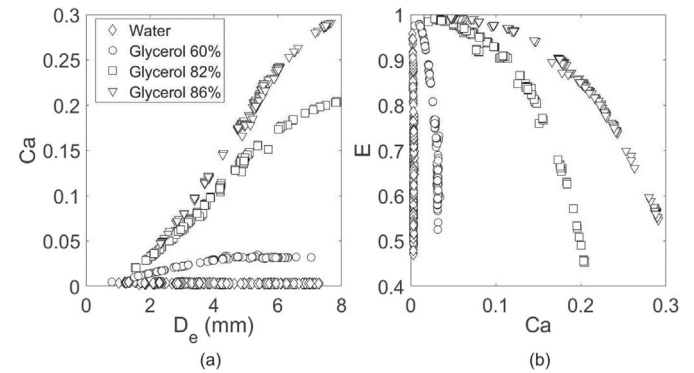 0.3
0.25
0.2
0.15
0.1
0.05
0
Ca
Water
Glycerol 60%
Glycerol 82%
Glycerol 86%
0 2 4 6 8
De (mm)
(a)
1
0.9
0.8
0.7
0.6
0.5
0.4
E
0 0.1 0.2 0.3
Ca
(b)